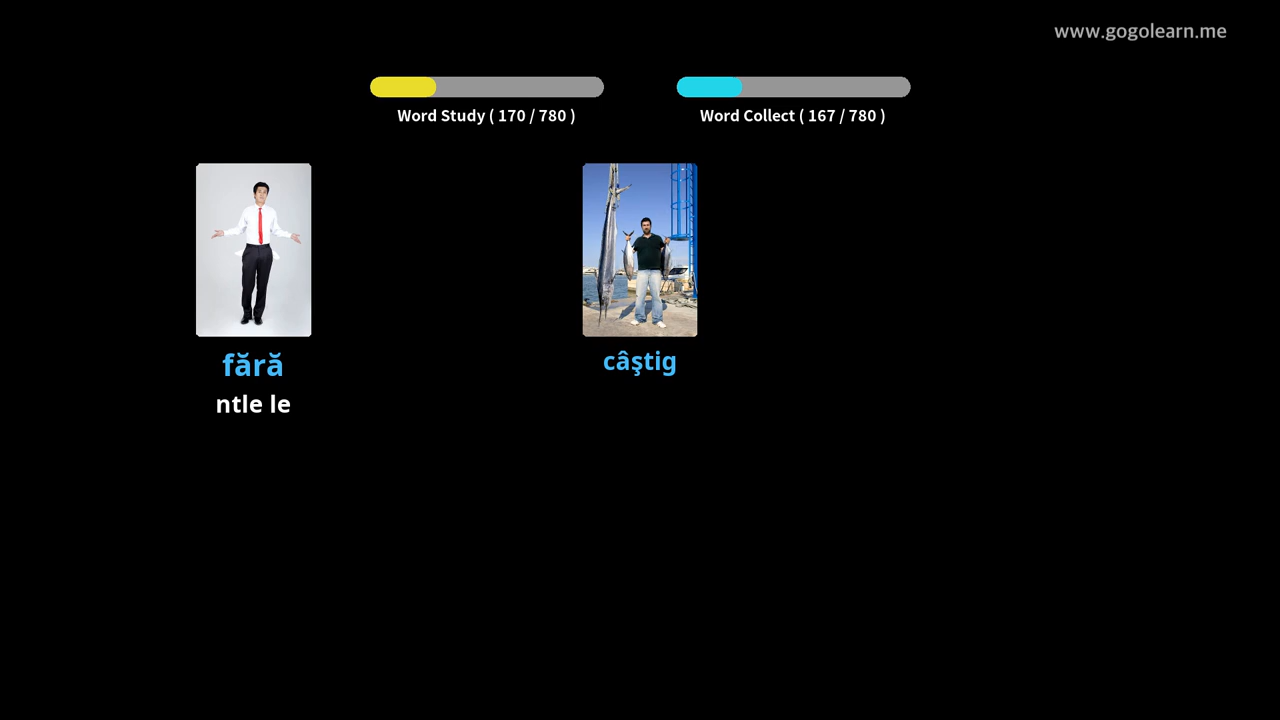 www.gogolearn.me
Word Study ( 170 / 780 )
Word Collect ( 167 / 780 )
fără
ntle le
câştig